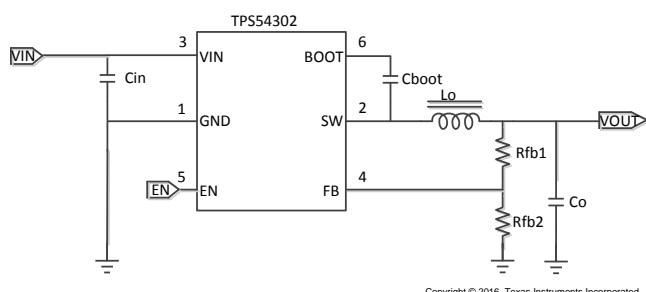 TPS54302
VIN
3
VIN
BOOT
6
Cin
Cboot
Lo
1
GND
SW
2
VOUT
Rfb1
EN
5
EN
FB
4
Rfb2
Co
Copyright © 2016, Texas Instruments Incorporated